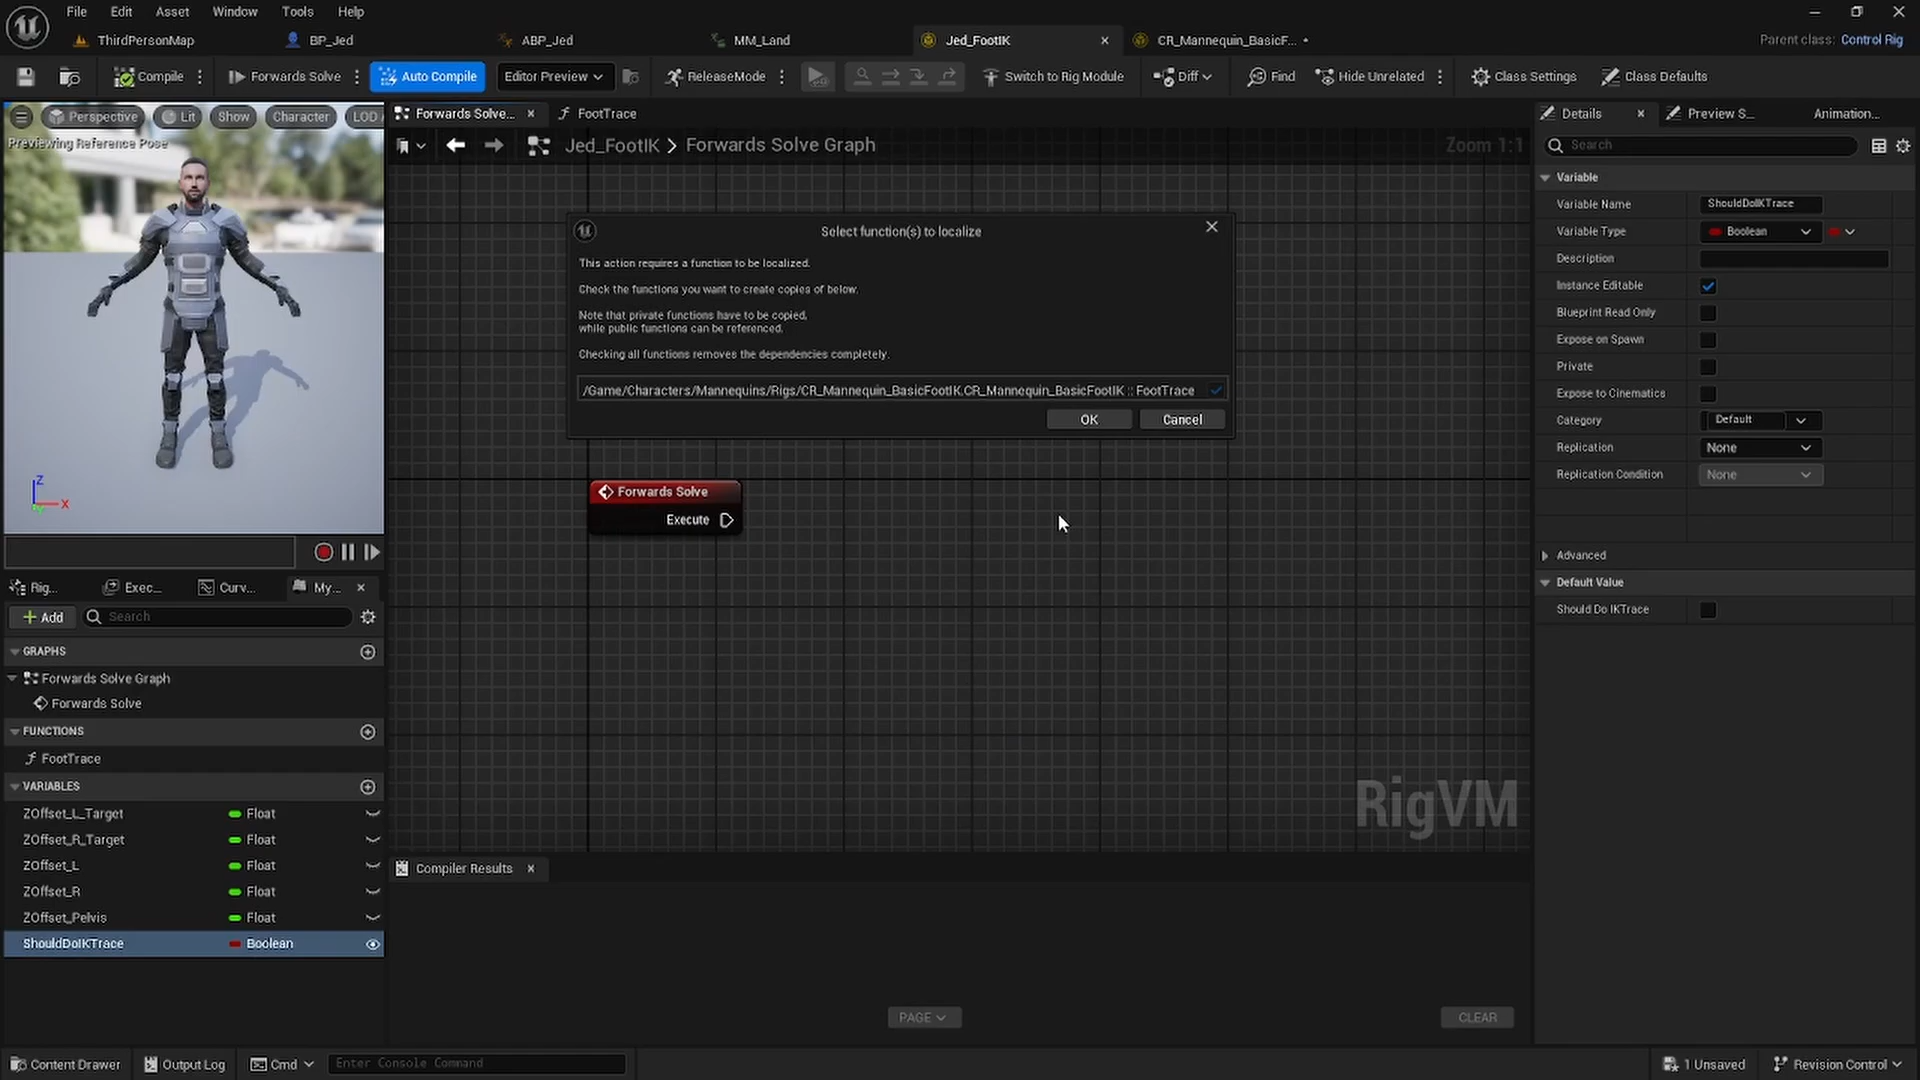 File Edit Asset Window Tools Help
ThirdPersonMap BP_Jed ABP_Jed MM_Land Jed_FootIK CR_Mannequin_BasicF... • Parent class: Control Rig
Compile Forwards Solve Auto Compile Editor Preview ReleaseMode Switch to Rig Module Diff Find Hide Unrelated Class Settings Class Defaults
Perspective Lit Show Character LOD
Previewing Reference Pose
Z
X
Forwards Solve... FootTrace
Jed_FootIK > Forwards Solve Graph
Zoom 1:1
Select function(s) to localize
This action requires a function to be localized.
Check the functions you want to create copies of below.
Note that private functions have to be copied,
while public functions can be referenced.
Checking all functions removes the dependencies completely.
/Game/Characters/Mannequins/Rigs/CR_Mannequin_BasicFootIK.CR_Mannequin_BasicFootIK :: FootTrace
OK Cancel
Forwards Solve
Execute
RigVM
Rig... Exec... Curv... My...
Add Search
GRAPHS
Forwards Solve Graph
Forwards Solve
FUNCTIONS
FootTrace
VARIABLES
ZOffset_L_Target Float
ZOffset_R_Target Float
ZOffset_L Float
ZOffset_R Float
ZOffset_Pelvis Float
ShouldDoIKTrace Boolean
Compiler Results
PAGE
CLEAR
Details Preview S... Animation...
Search
Variable
Variable Name ShouldDoIKTrace
Variable Type Boolean
Description
Instance Editable
Blueprint Read Only
Expose on Spawn
Private
Expose to Cinematics
Category Default
Replication None
Replication Condition None
Advanced
Default Value
Should Do IKTrace
Content Drawer Output Log Cmd Enter Console Command 1 Unsaved Revision Control